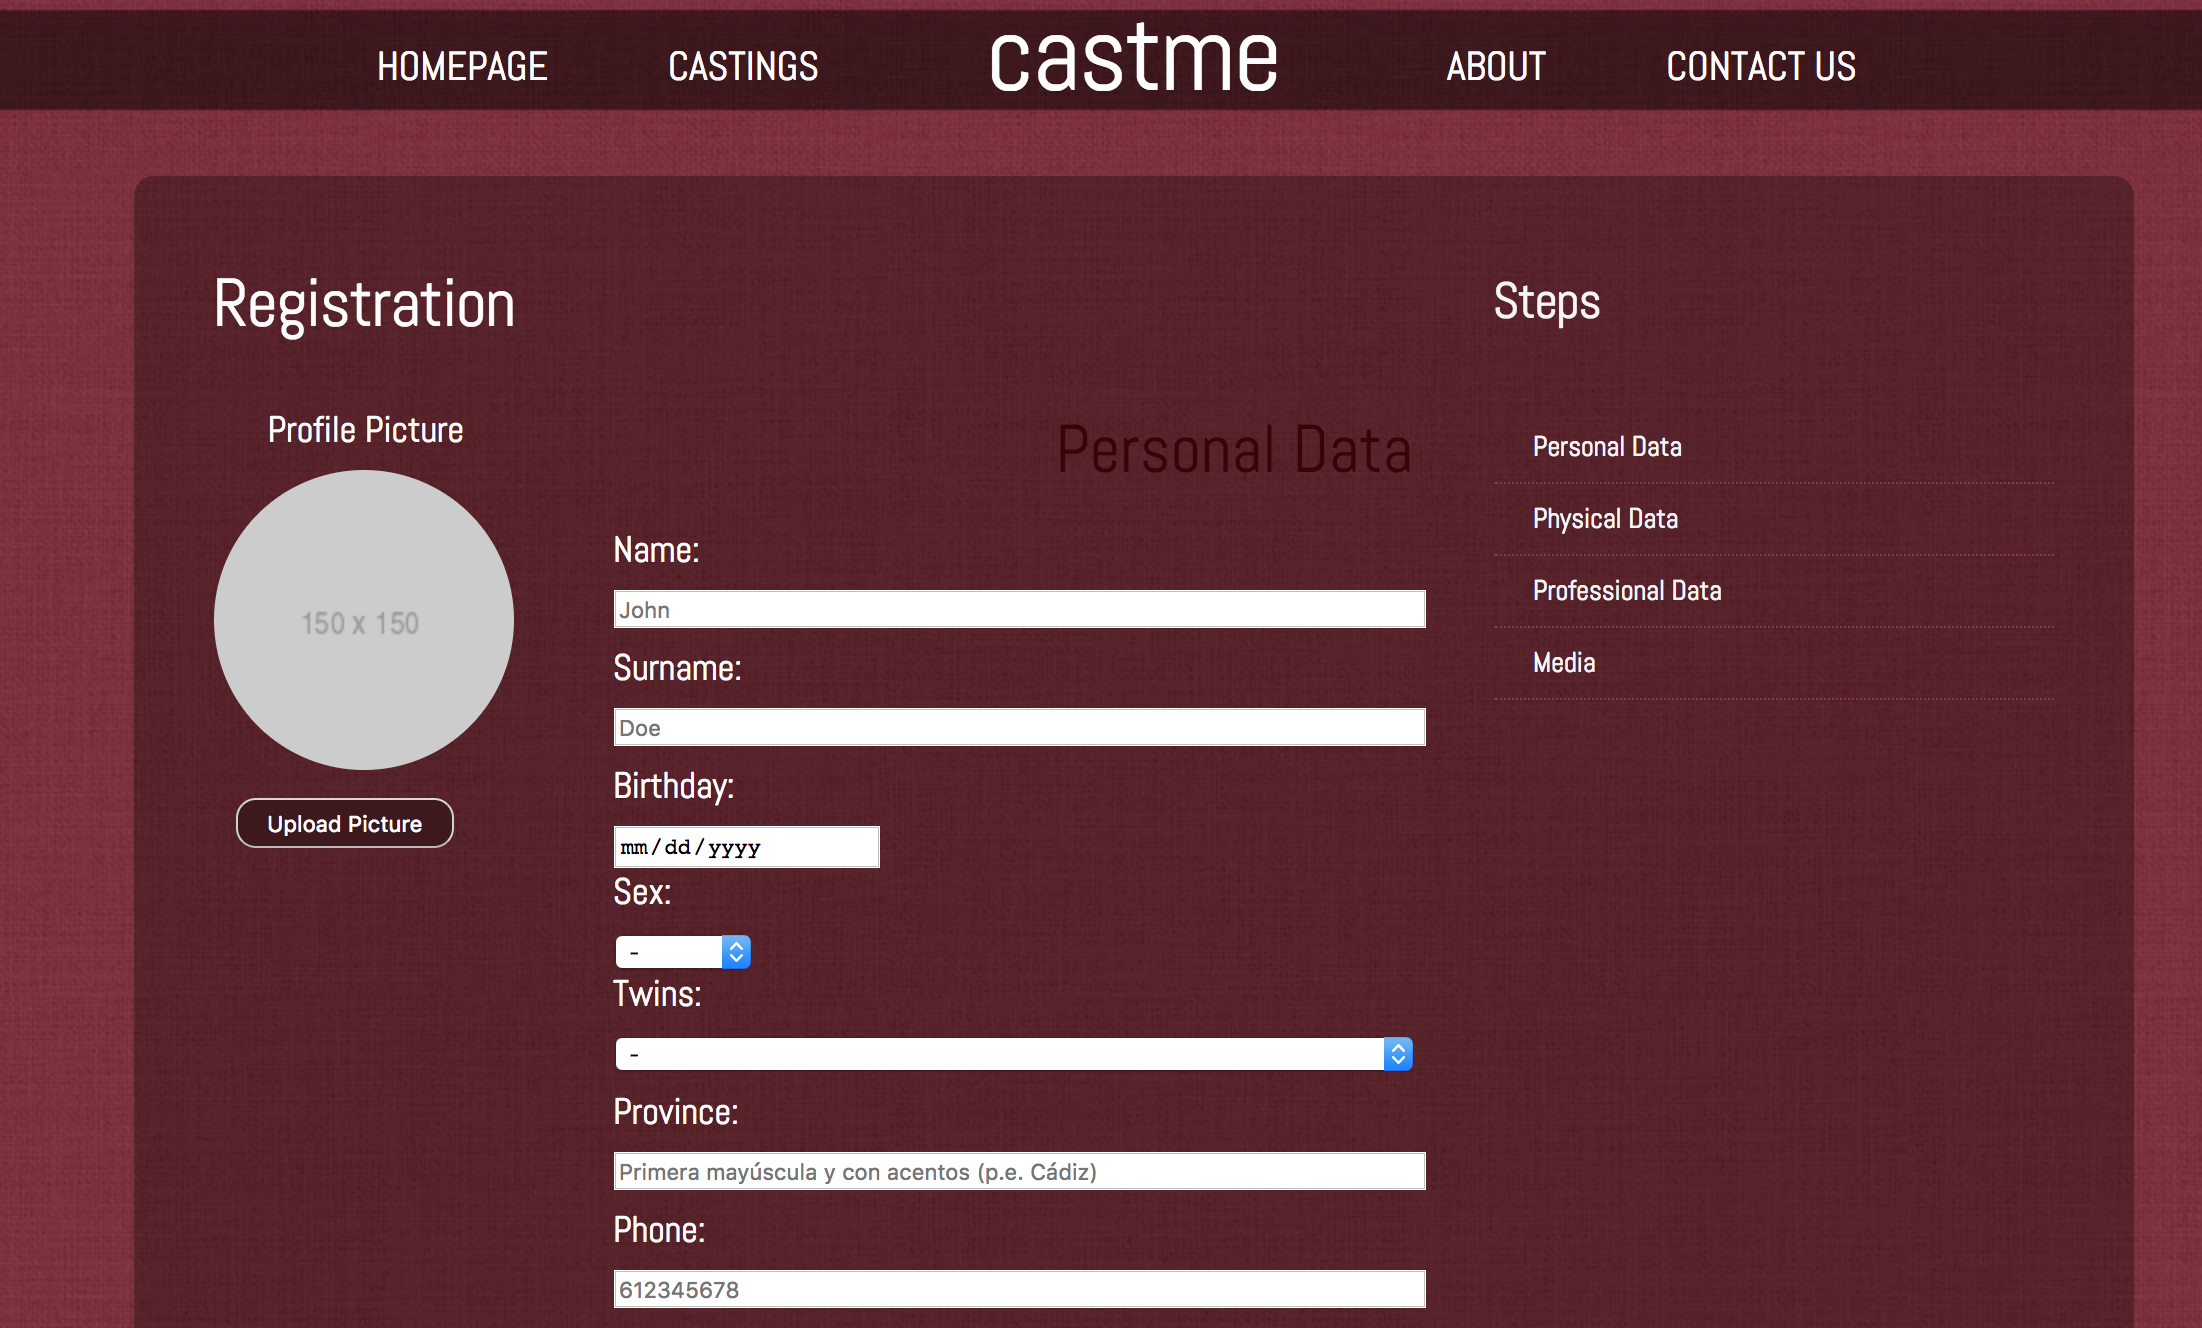 HOMEPAGE CASTINGS castme ABOUT CONTACT US
Registration
Profile Picture
150 x 150
Upload Picture
Personal Data
Name:
John
Surname:
Doe
Birthday:
mm/dd/yyyy
Sex:
-
Twins:
-
Province:
Primera mayúscula y con acentos (p.e. Cádiz)
Phone:
612345678
Steps
Personal Data
Physical Data
Professional Data
Media